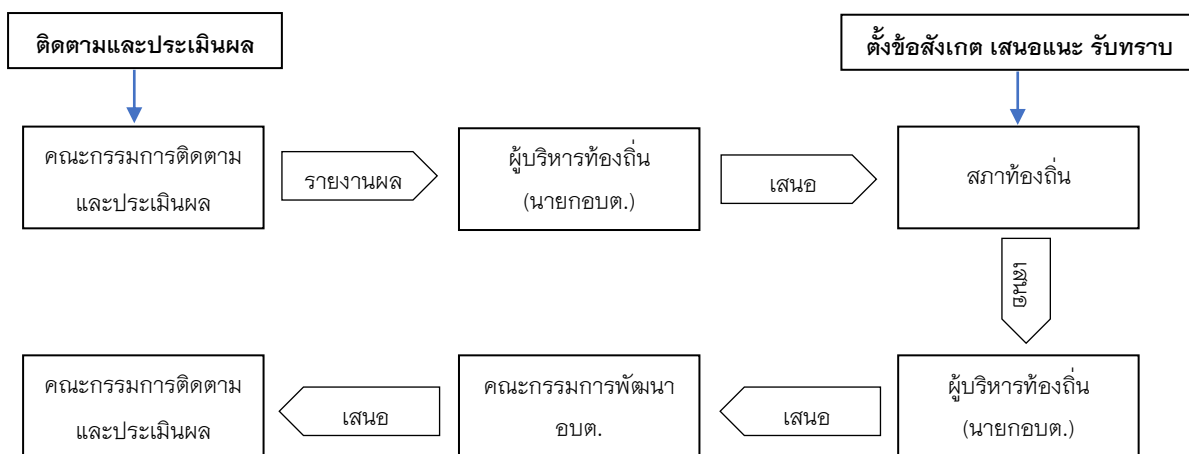 ติดตามและประเมินผล
ตั้งข้อสังเกต เสนอแนะ รับทราบ
คณะกรรมการติดตาม
และประเมินผล
รายงานผล
ผู้บริหารท้องถิ่น
(นายกอบต.)
เสนอ
สภาท้องถิ่น
เสนอ
ผู้บริหารท้องถิ่น
(นายกอบต.)
เสนอ
คณะกรรมการพัฒนา
อบต.
เสนอ
คณะกรรมการติดตาม
และประเมินผล